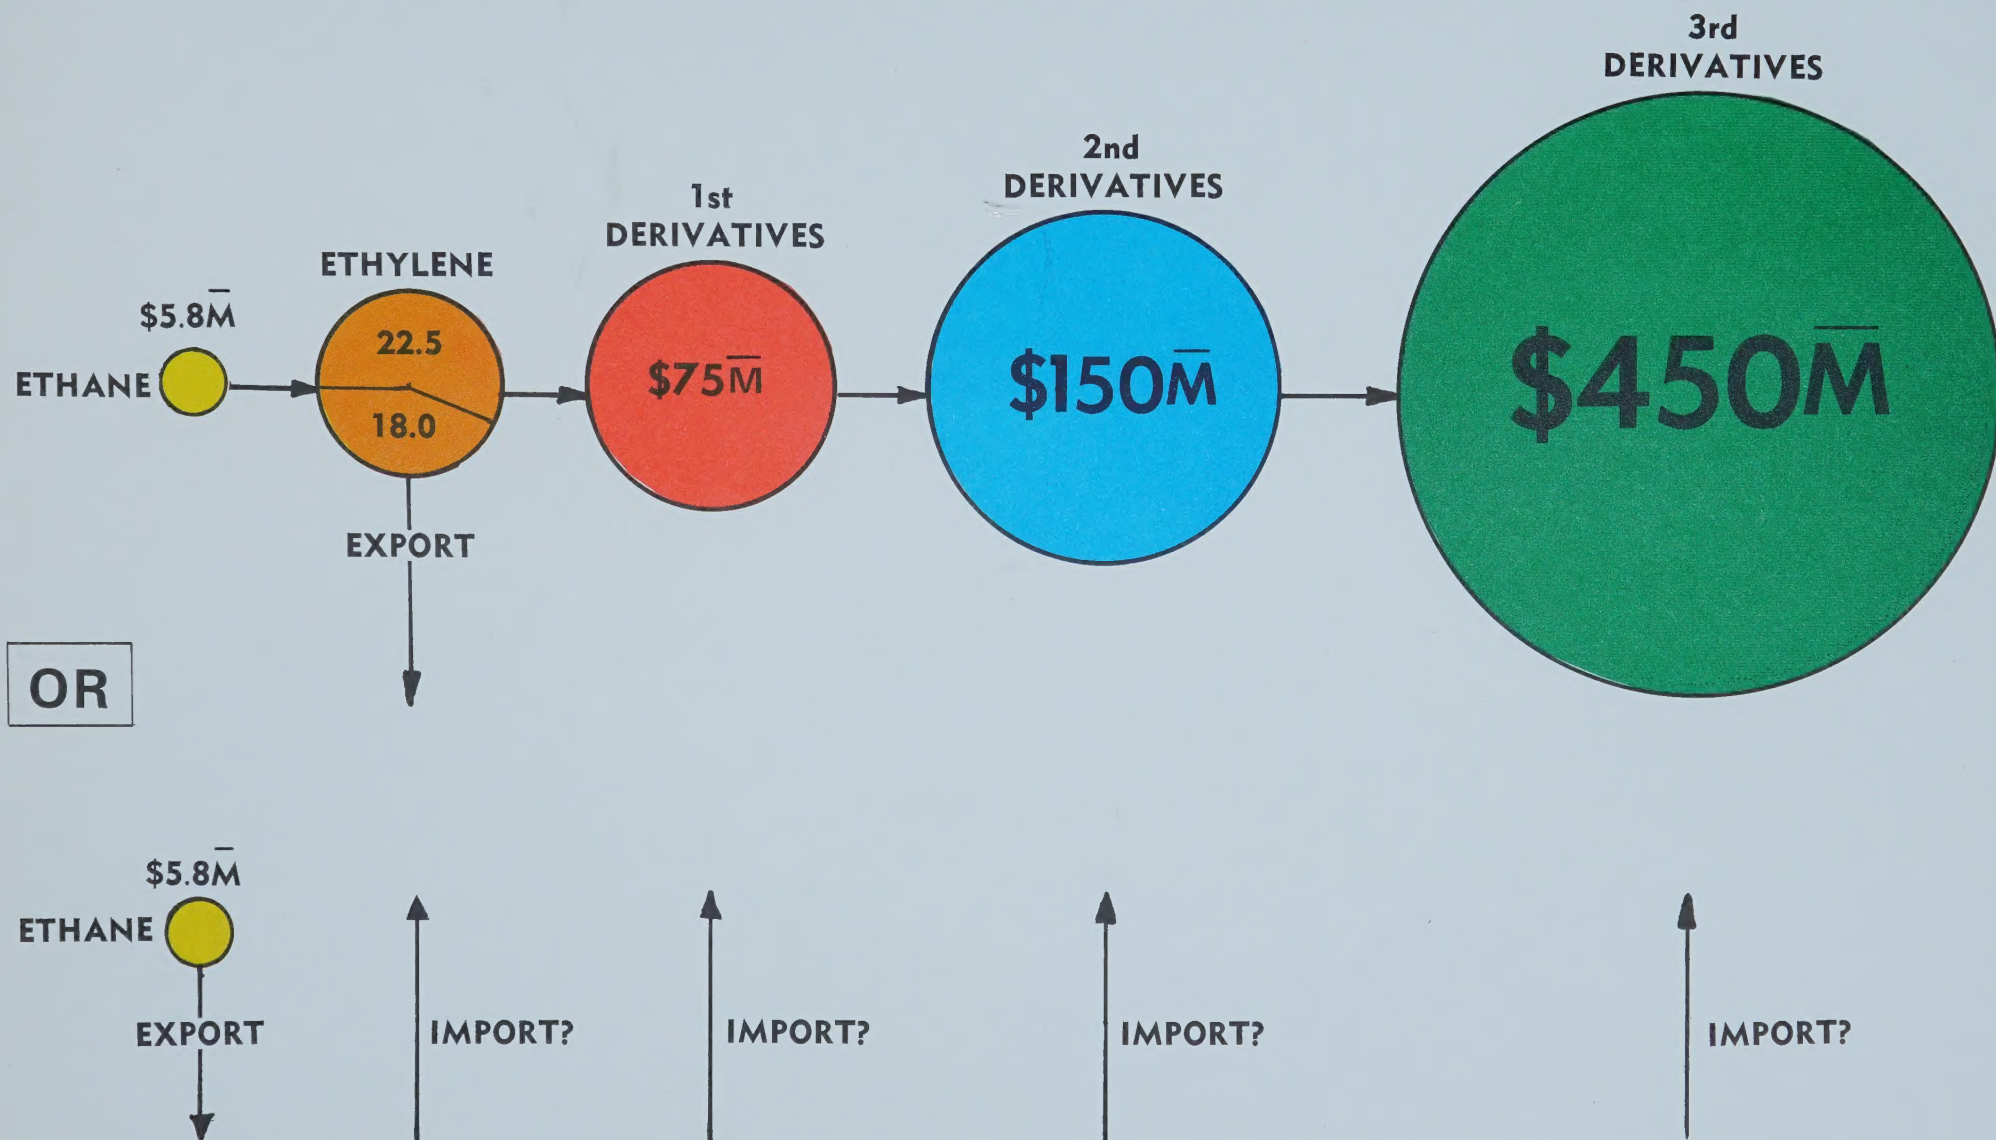 3rd
DERIVATIVES
2nd
DERIVATIVES
1st
DERIVATIVES
ETHYLENE
$5.8M̅
ETHANE
22.5
18.0
$75M̅
$150M̅
$450M̅
EXPORT
OR
$5.8M̅
ETHANE
EXPORT
IMPORT?
IMPORT?
IMPORT?
IMPORT?